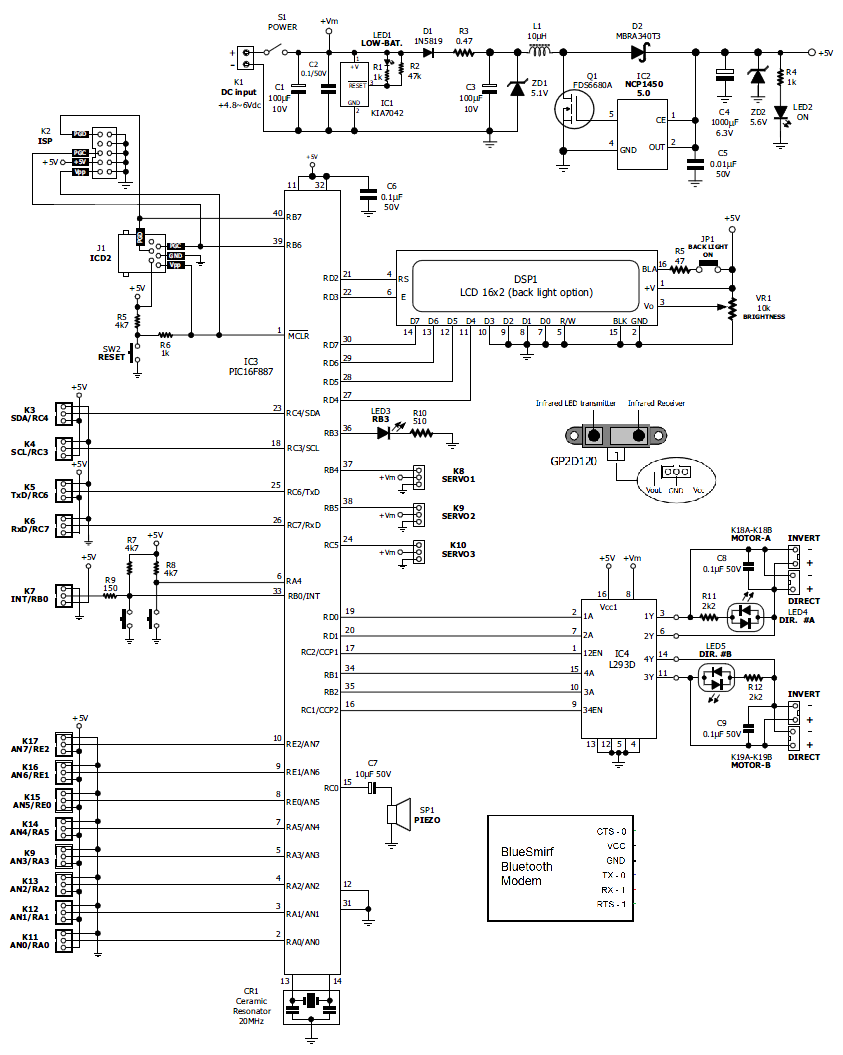 S1
POWER
+Vm
LED1
LOW-BAT.
D1
1N5819
R3
0.47
L1
10µH
D2
MBRA340T3
+5V
+
-
K1
DC input
+4.8~6Vdc
C1
100µF
10V
C2
0.1/50V
R1
1k
R2
47k
1
+V
RESET
3
GND
2
IC1
KIA7042
C3
100µF
10V
ZD1
5.1V
Q1
FDS6680A
IC2
NCP1450
5.0
5
4
GND
CE
1
OUT
2
C4
1000µF
6.3V
C5
0.01µF
50V
ZD2
5.6V
R4
1k
LED2
ON
K2
ISP
PGD
PGC
+5V
+5V
Vpp
J1
ICD2
PGC
GND
Vpp
+5V
R5
4k7
R6
1k
SW2
RESET
+5V
11
32
C6
0.1µF
50V
40
RB7
39
RB6
1
MCLR
IC3
PIC16F887
RD2
21
RD3
22
RD7
30
RD6
29
RD5
28
RD4
27
4
RS
6
E
DSP1
LCD 16x2 (back light option)
BLA
16
+V
1
Vo
3
D7
D6
D5
D4
D3
D2
D1
D0
R/W
BLK
GND
14
13
12
11
10
9
8
7
5
15
2
+5V
R5
47
JP1
BACK LIGHT
ON
VR1
10k
BRIGHTNESS
+5V
K3
SDA/RC4
23
RC4/SDA
K4
SCL/RC3
18
RC3/SCL
+5V
K5
TxD/RC6
25
RC6/TxD
K6
RxD/RC7
26
RC7/RxD
+5V
K7
INT/RB0
R9
150
R7
4k7
+5V
R8
4k7
6
RA4
33
RB0/INT
RB3
36
LED3
RB3
R10
510
RB4
37
+Vm
K8
SERVO1
RB5
38
+Vm
K9
SERVO2
RC5
24
+Vm
K10
SERVO3
Infrared LED transmitter
Infrared Receiver
GP2D120
Vout
GND
RD0
19
RD1
20
RC2/CCP1
17
RB1
34
RB2
35
RC1/CCP2
16
+5V
+Vm
16
8
Vcc1
2
1A
7
2A
1
12EN
15
4A
10
3A
9
34EN
IC4
L293D
1Y
3
2Y
6
4Y
14
3Y
11
13
12
5
4
K18A-K18B
MOTOR-A
INVERT
-
+
-
+
DIRECT
C8
0.1µF 50V
R11
2k2
LED4
DIR. #A
LED5
DIR. #B
R12
2k2
C9
0.1µF 50V
INVERT
-
+
-
+
DIRECT
K19A-K19B
MOTOR-B
+5V
K17
AN7/RE2
10
RE2/AN7
K16
AN6/RE1
9
RE1/AN6
K15
AN5/RE0
8
RE0/AN5
K14
AN4/RA5
7
RA5/AN4
K9
AN3/RA3
5
RA3/AN3
K13
AN2/RA2
4
RA2/AN2
K12
AN1/RA1
3
RA1/AN1
K11
AN0/RA0
2
RA0/AN0
RC0
15
C7
10µF 50V
SP1
PIEZO
12
31
BlueSmirf
Bluetooth
Modem
CTS - 0
VCC
GND
TX - 0
RX - 1
RTS - 1
13
14
CR1
Ceramic
Resonator
20MHz